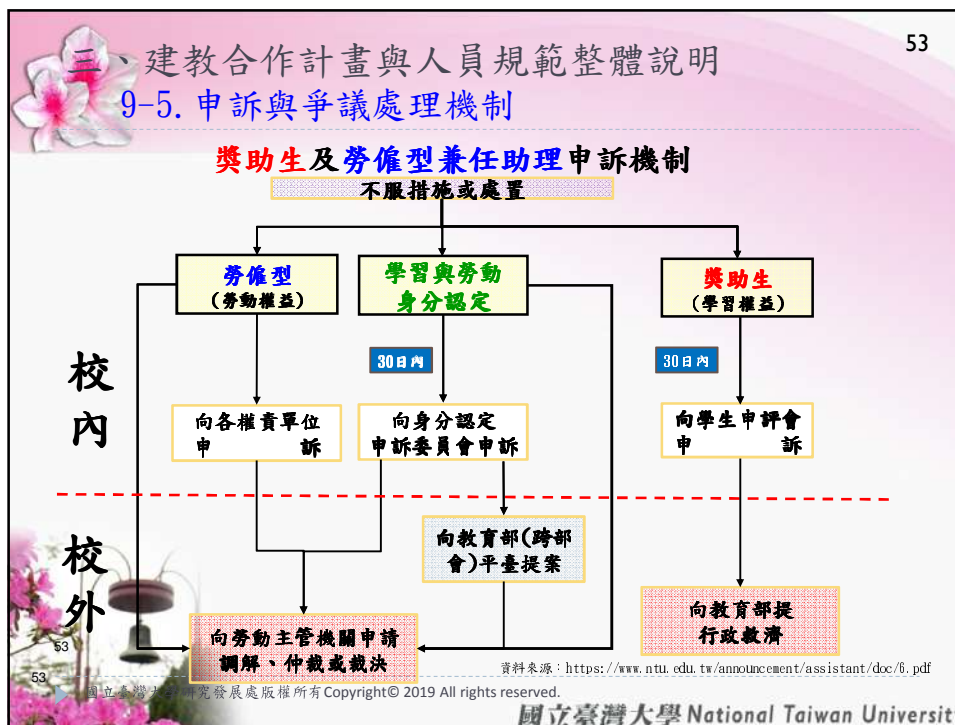 53
三、建教合作計畫與人員規範整體說明
9-5.申訴與爭議處理機制
獎助生及勞僱型兼任助理申訴機制
不服措施或處置
勞僱型
(勞動權益)
學習與勞動
身分認定
獎助生
(學習權益)
30日內
30日內
校
內
向各權責單位
申 訴
向身分認定
申訴委員會申訴
向學生申評會
申 訴
校
外
向教育部(跨部
會)平臺提案
向勞動主管機關申請
調解、仲裁或裁決
向教育部提
行政救濟
53
資料來源：https://www.ntu.edu.tw/announcement/assistant/doc/6.pdf
53
國立臺灣大學研究發展處版權所有Copyright© 2019 All rights reserved.
國立臺灣大學 National Taiwan Universit